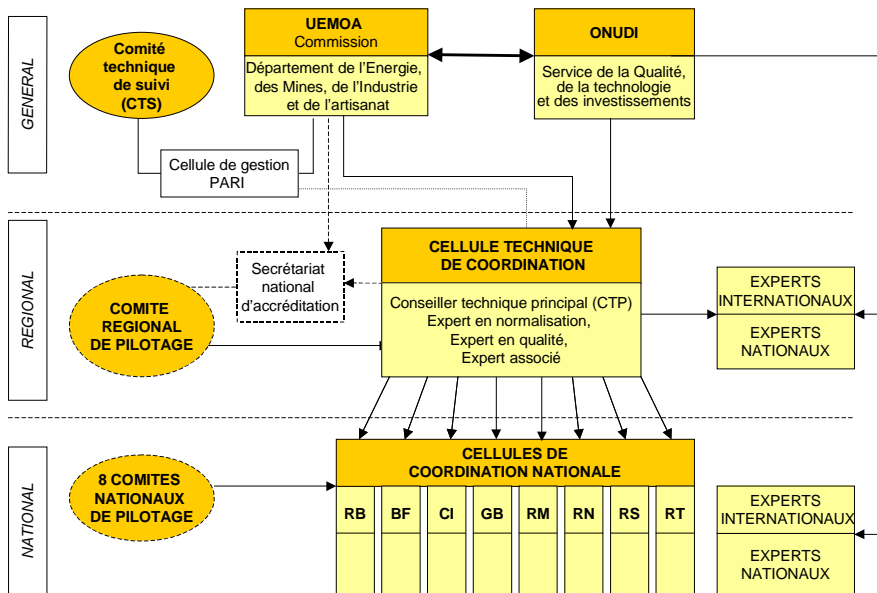 GENERAL
Comité
technique
de suivi
(CTS)
UEMOA
Commission
Département de l'Energie,
des Mines, de l'Industrie
et de l'artisanat
ONUDI
Service de la Qualité,
de la technologie
et des investissements
Cellule de gestion
PARI
REGIONAL
COMITE
REGIONAL
DE PILOTAGE
Secrétariat
national
d'accréditation
CELLULE TECHNIQUE
DE COORDINATION
Conseiller technique principal (CTP)
Expert en normalisation,
Expert en qualité,
Expert associé
EXPERTS
INTERNATIONAUX
EXPERTS
NATIONAUX
NATIONAL
8 COMITES
NATIONAUX
DE PILOTAGE
CELLULES DE
COORDINATION NATIONALE
RB BF CI GB RM RN RS RT
EXPERTS
INTERNATIONAUX
EXPERTS
NATIONAUX